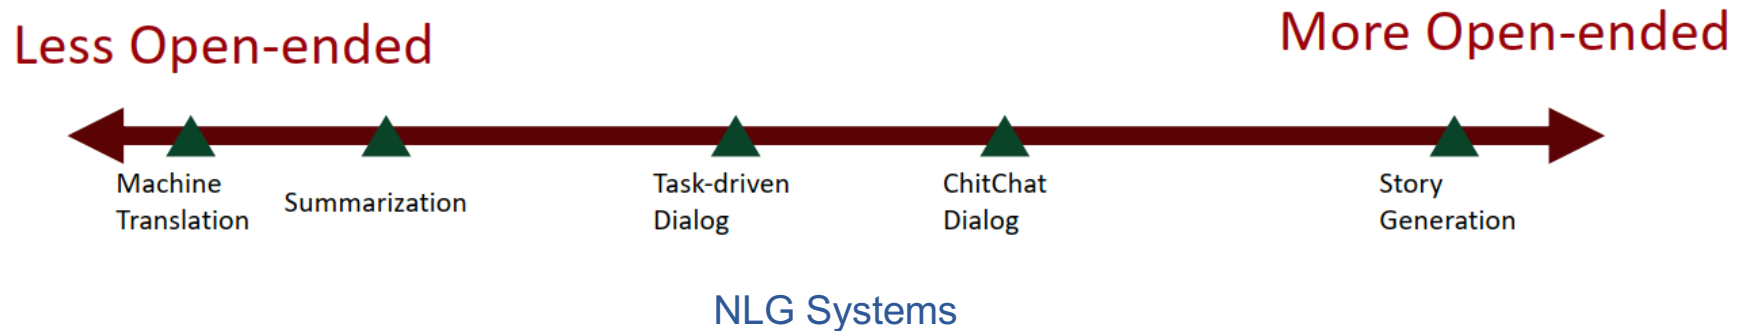 Less Open-ended
More Open-ended
Machine
Translation
Summarization
Task-driven
Dialog
ChitChat
Dialog
Story
Generation
NLG Systems